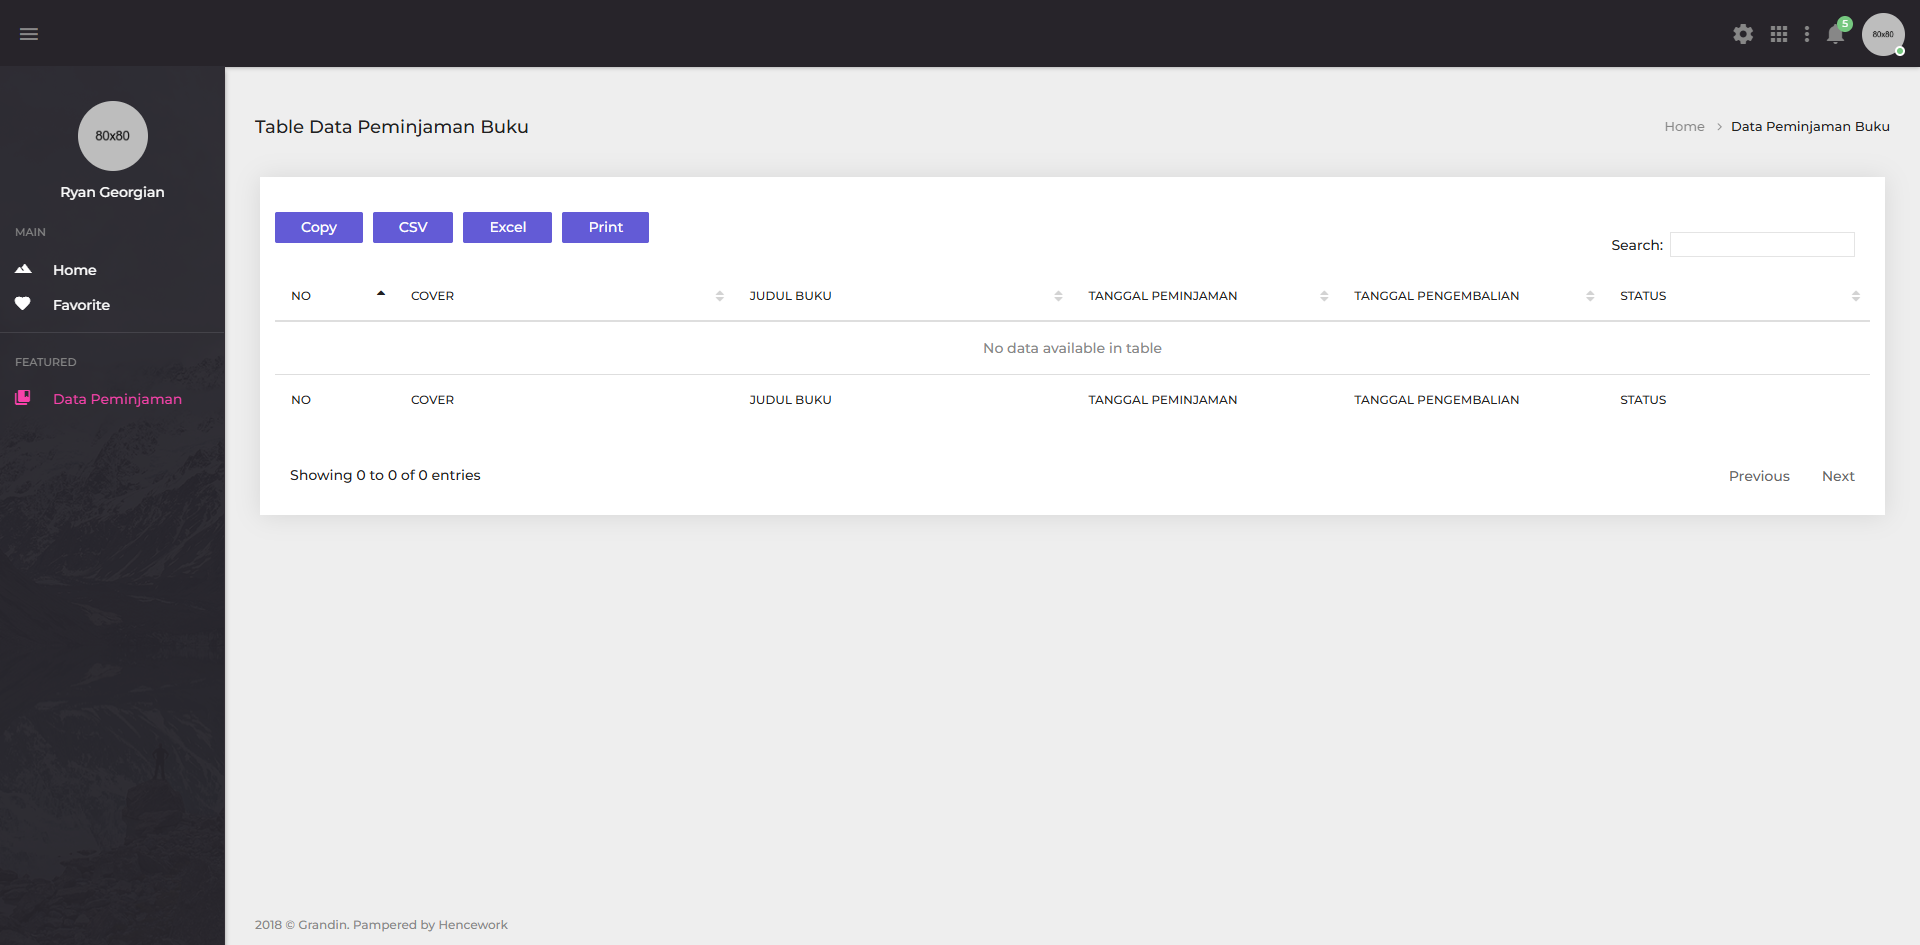 5
80x80
80x80
Ryan Georgian
MAIN
Home
Favorite
FEATURED
Data Peminjaman
Table Data Peminjaman Buku
Home > Data Peminjaman Buku
Copy CSV Excel Print
Search:
NO COVER JUDUL BUKU TANGGAL PEMINJAMAN TANGGAL PENGEMBALIAN STATUS
No data available in table
NO COVER JUDUL BUKU TANGGAL PEMINJAMAN TANGGAL PENGEMBALIAN STATUS
Showing 0 to 0 of 0 entries
Previous Next
2018 © Grandin. Pampered by Hencework